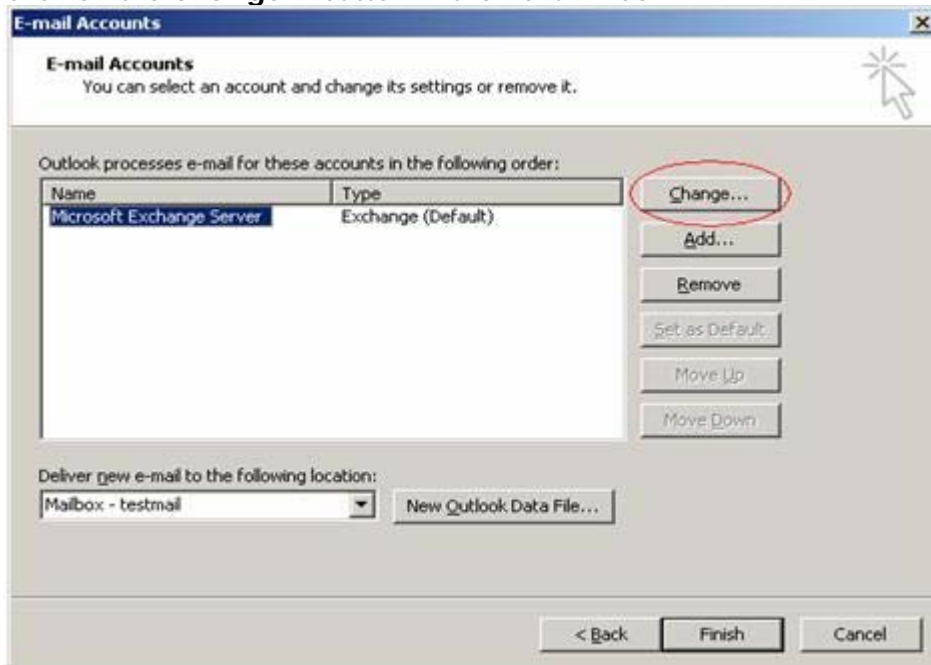 E-mail Accounts
E-mail Accounts
You can select an account and change its settings or remove it.
Outlook processes e-mail for these accounts in the following order:
Name Type
Microsoft Exchange Server Exchange (Default)
Change...
Add...
Remove
Set as Default
Move Up
Move Down
Deliver new e-mail to the following location:
Mailbox - testmail
New Outlook Data File...
< Back Finish Cancel